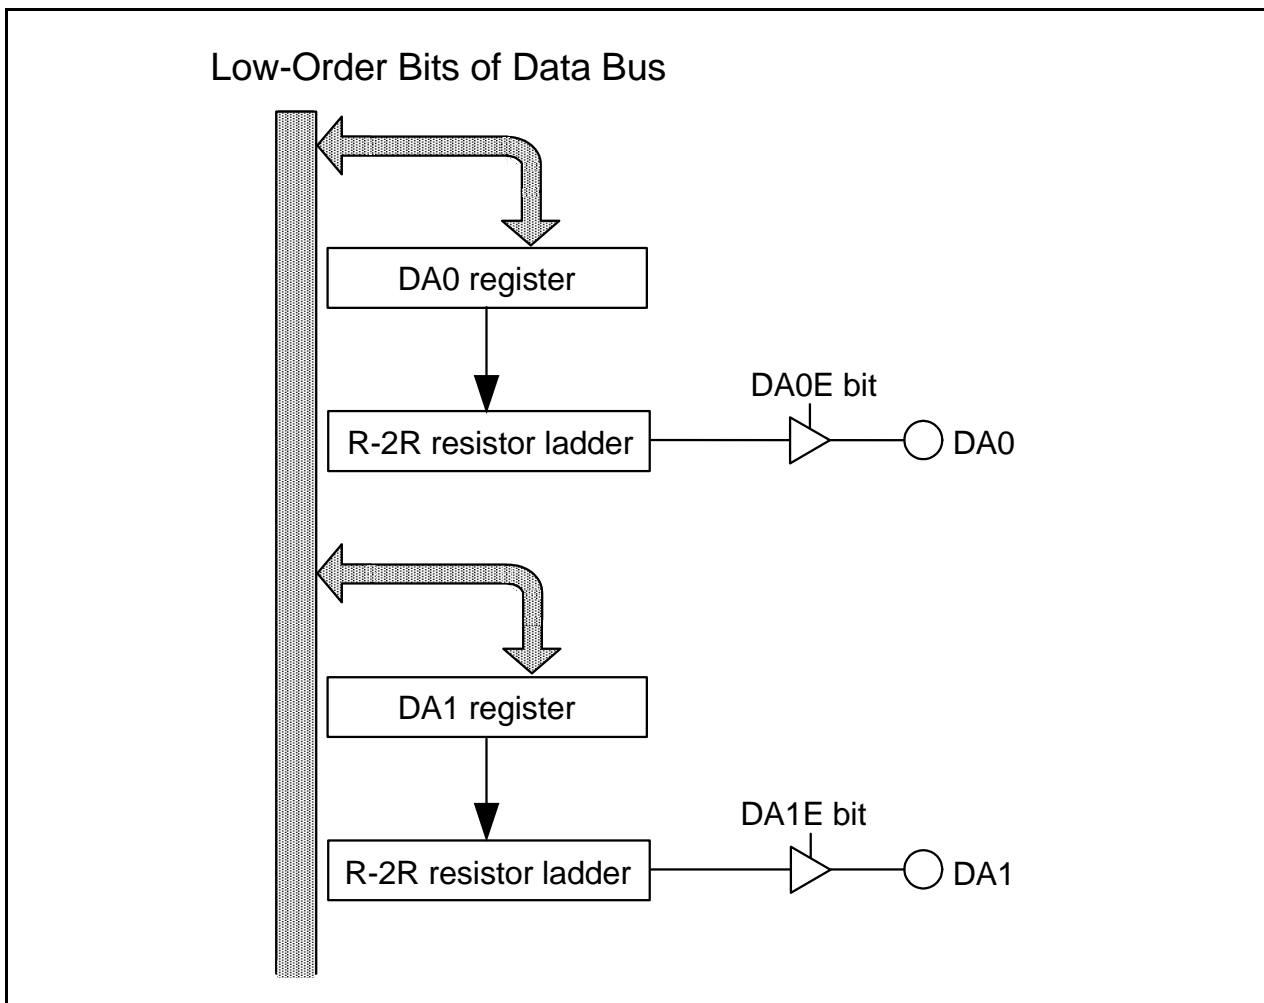 Low-Order Bits of Data Bus
DA0 register
DA0E bit
R-2R resistor ladder
DA0
DA1 register
DA1E bit
R-2R resistor ladder
DA1